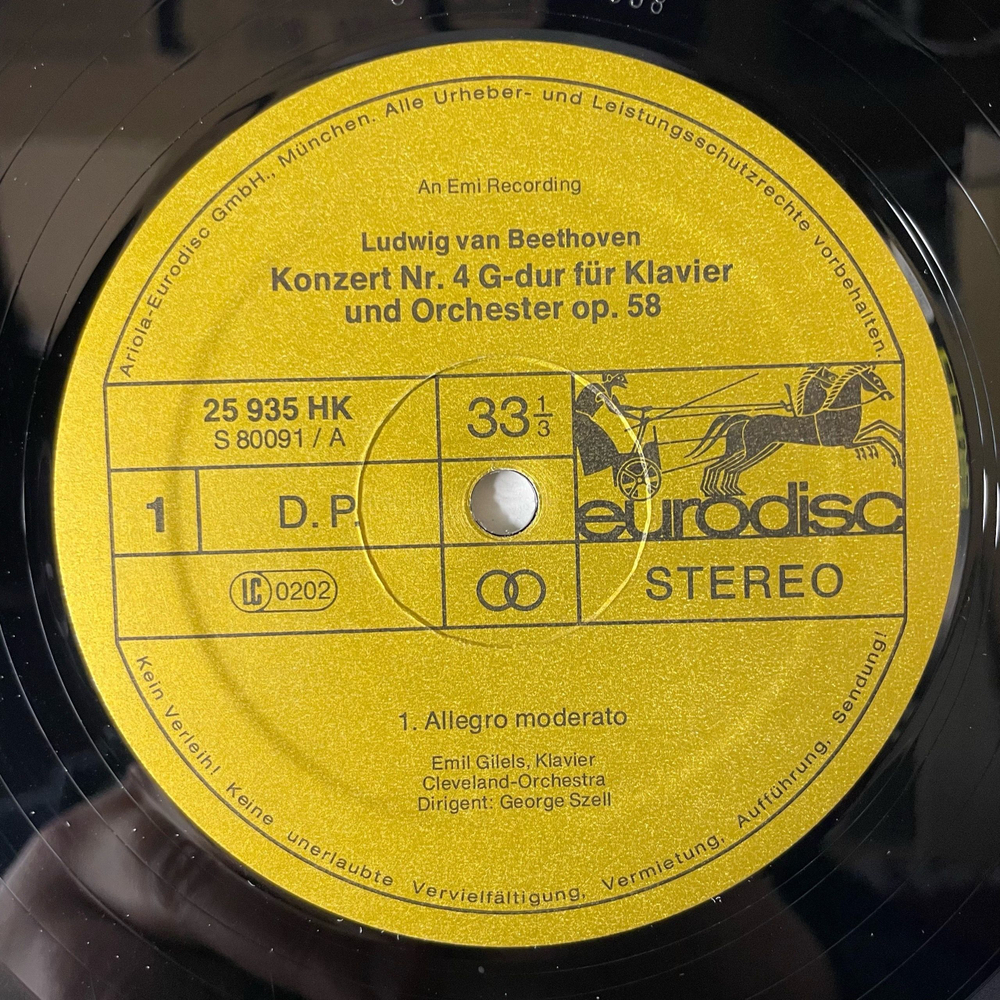 Ariola-Eurodisc GmbH., München. Alle Urheber- und Leistungsschutzrechte vorbehalten.
An Emi Recording
Ludwig van Beethoven
Konzert Nr. 4 G-dur für Klavier
und Orchester op. 58
25 935 HK
S 80091 / A
33 1/3
1
D. P.
eurodisc
LC 0202
STEREO
1. Allegro moderato
Emil Gilels, Klavier
Cleveland-Orchestra
Dirigent: George Szell
Kein Verleih! Keine unerlaubte Vervielfältigung, Vermietung, Aufführung, Sendung!